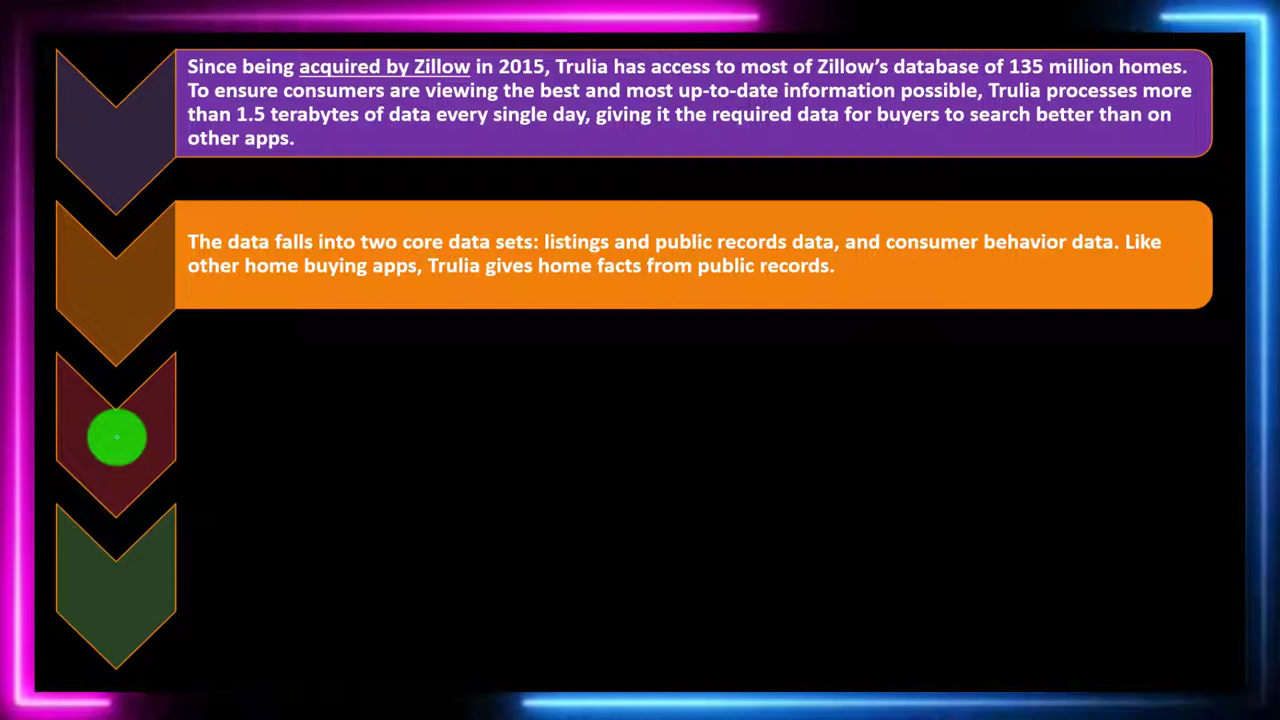 Since being acquired by Zillow in 2015, Trulia has access to most of Zillow’s database of 135 million homes.
To ensure consumers are viewing the best and most up-to-date information possible, Trulia processes more
than 1.5 terabytes of data every single day, giving it the required data for buyers to search better than on
other apps.
The data falls into two core data sets: listings and public records data, and consumer behavior data. Like
other home buying apps, Trulia gives home facts from public records.